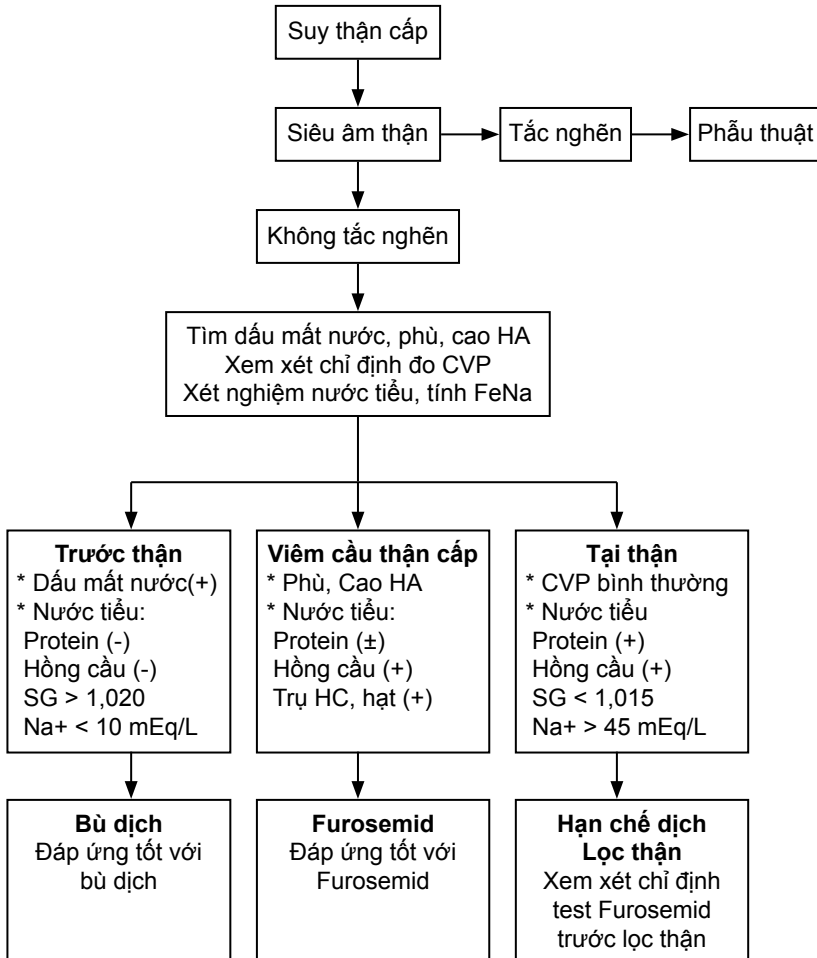 Suy thận cấp
Siêu âm thận
Tắc nghẽn
Phẫu thuật
Không tắc nghẽn
Tìm dấu mất nước, phù, cao HA
Xem xét chỉ định đo CVP
Xét nghiệm nước tiểu, tính FeNa
Trước thận
* Dấu mất nước(+)
* Nước tiểu:
Protein (-)
Hồng cầu (-)
SG > 1,020
Na+ < 10 mEq/L
Viêm cầu thận cấp
* Phù, Cao HA
* Nước tiểu:
Protein (±)
Hồng cầu (+)
Trụ HC, hạt (+)
Tại thận
* CVP bình thường
* Nước tiểu
Protein (+)
Hồng cầu (+)
SG < 1,015
Na+ > 45 mEq/L
Bù dịch
Đáp ứng tốt với
bù dịch
Furosemid
Đáp ứng tốt với
Furosemid
Hạn chế dịch
Lọc thận
Xem xét chỉ định
test Furosemid
trước lọc thận